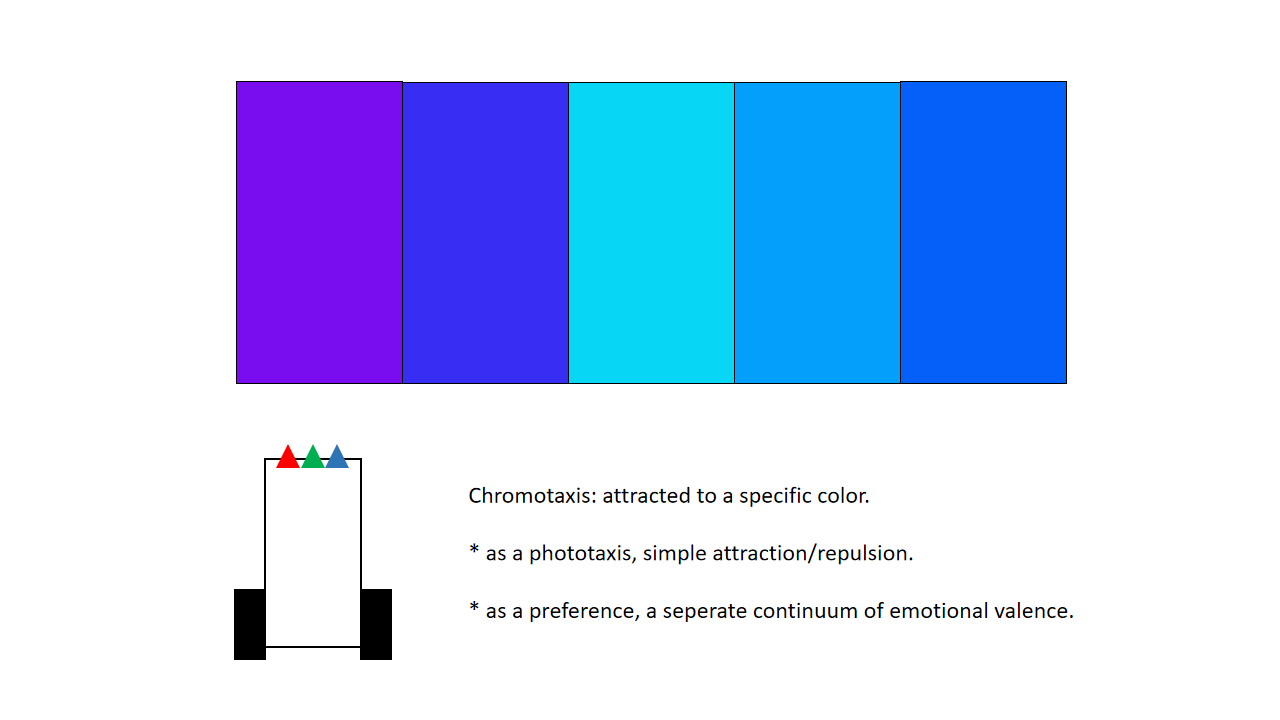 Chromotaxis: attracted to a specific color.
* as a phototaxis, simple attraction/repulsion.
* as a preference, a seperate continuum of emotional valence.